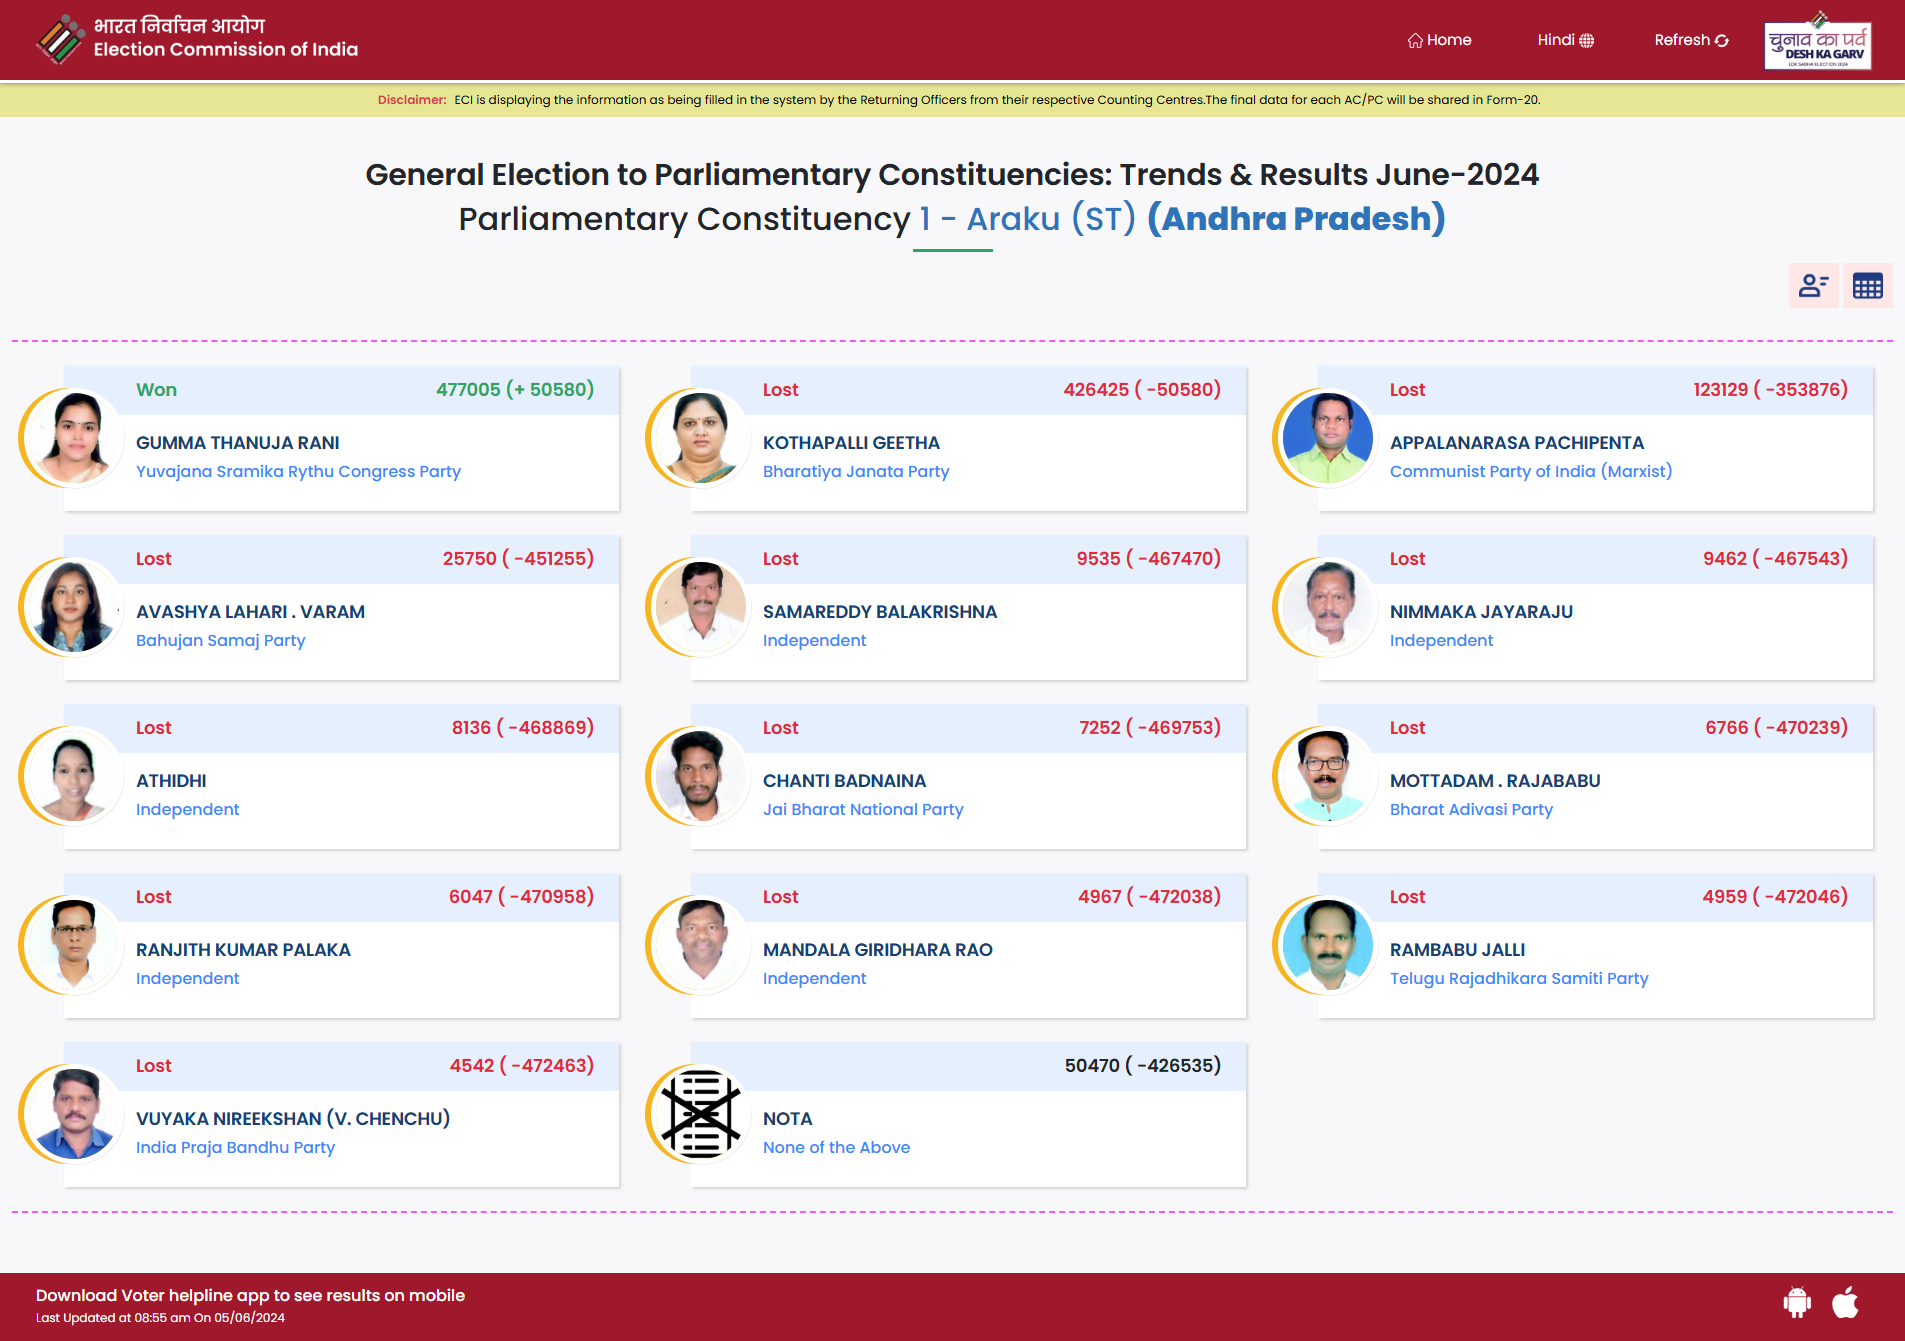 भारत निर्वाचन आयोग
Election Commission of India
Home
Hindi
Refresh
चुनाव का पर्व
DESH KA GARV
LOK SABHA ELECTION 2024
Disclaimer: ECI is displaying the information as being filled in the system by the Returning Officers from their respective Counting Centres.The final data for each AC/PC will be shared in Form-20.
General Election to Parliamentary Constituencies: Trends & Results June-2024
Parliamentary Constituency 1 - Araku (ST) (Andhra Pradesh)
Won 477005 (+ 50580)
GUMMA THANUJA RANI
Yuvajana Sramika Rythu Congress Party
Lost 426425 ( -50580)
KOTHAPALLI GEETHA
Bharatiya Janata Party
Lost 123129 ( -353876)
APPALANARASA PACHIPENTA
Communist Party of India (Marxist)
Lost 25750 ( -451255)
AVASHYA LAHARI . VARAM
Bahujan Samaj Party
Lost 9535 ( -467470)
SAMAREDDY BALAKRISHNA
Independent
Lost 9462 ( -467543)
NIMMAKA JAYARAJU
Independent
Lost 8136 ( -468869)
ATHIDHI
Independent
Lost 7252 ( -469753)
CHANTI BADNAINA
Jai Bharat National Party
Lost 6766 ( -470239)
MOTTADAM . RAJABABU
Bharat Adivasi Party
Lost 6047 ( -470958)
RANJITH KUMAR PALAKA
Independent
Lost 4967 ( -472038)
MANDALA GIRIDHARA RAO
Independent
Lost 4959 ( -472046)
RAMBABU JALLI
Telugu Rajadhikara Samiti Party
Lost 4542 ( -472463)
VUYAKA NIREEKSHAN (V. CHENCHU)
India Praja Bandhu Party
50470 ( -426535)
NOTA
None of the Above
Download Voter helpline app to see results on mobile
Last Updated at 08:55 am On 05/06/2024